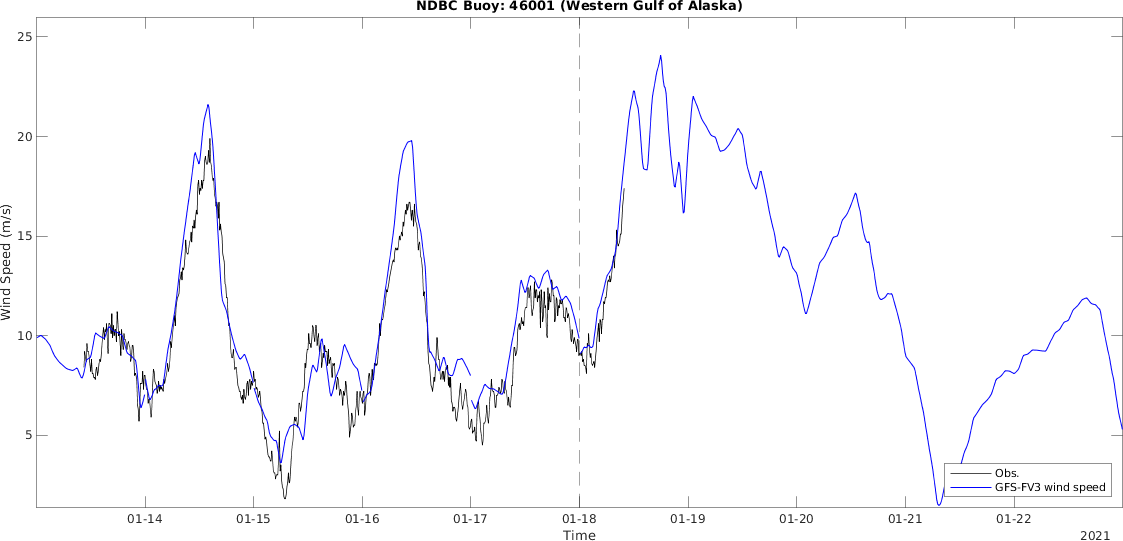 NDBC Buoy: 46001 (Western Gulf of Alaska)
25
20
15
10
5
Wind Speed (m/s)
Obs.
GFS-FV3 wind speed
01-14 01-15 01-16 01-17 01-18 01-19 01-20 01-21 01-22
Time
2021